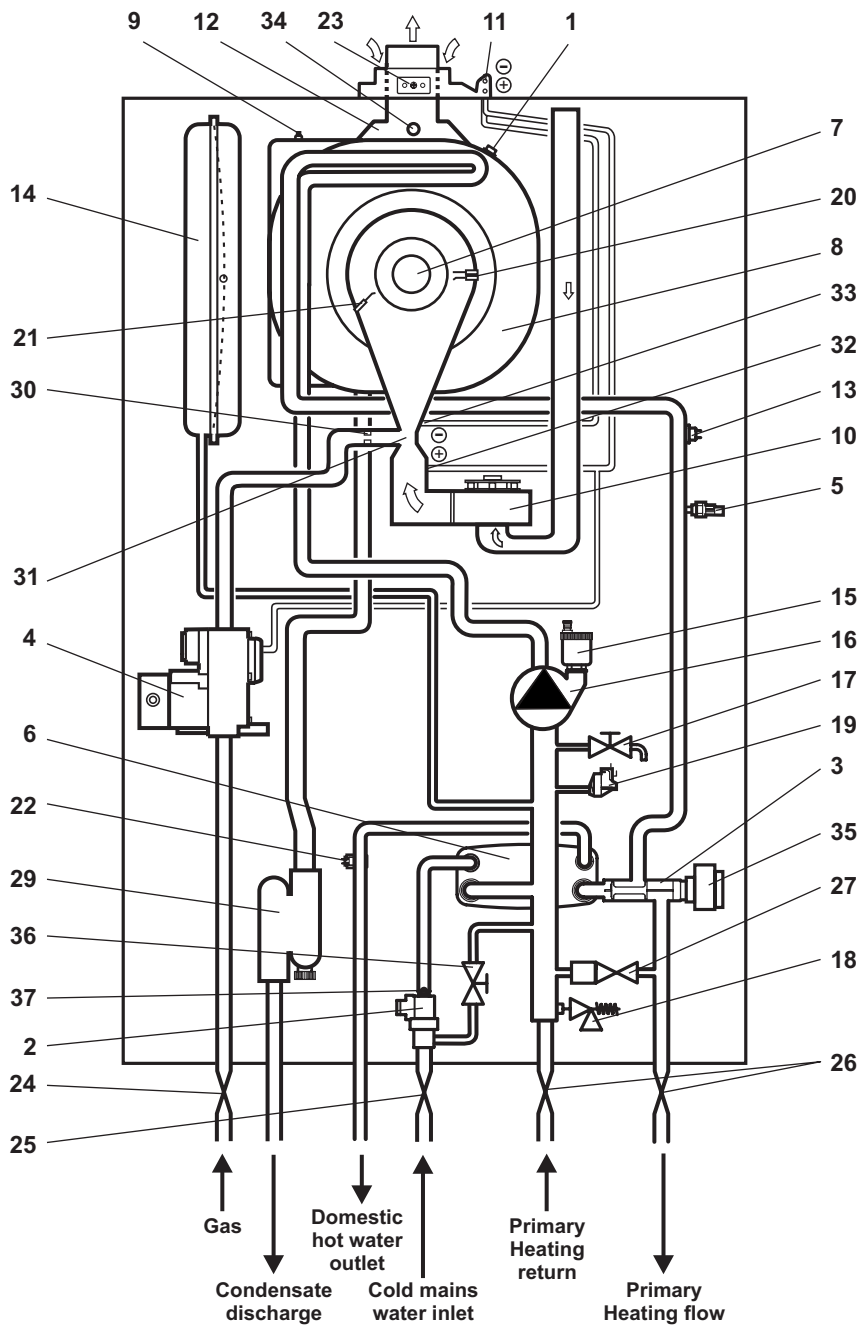 9
12
34
23
11
1
7
20
8
33
32
13
10
5
15
16
17
19
3
35
27
18
26
14
21
30
31
4
6
22
29
36
37
2
24
25
Gas
Condensate
discharge
Domestic
hot water
outlet
Cold mains
water inlet
Primary
Heating
return
Primary
Heating flow